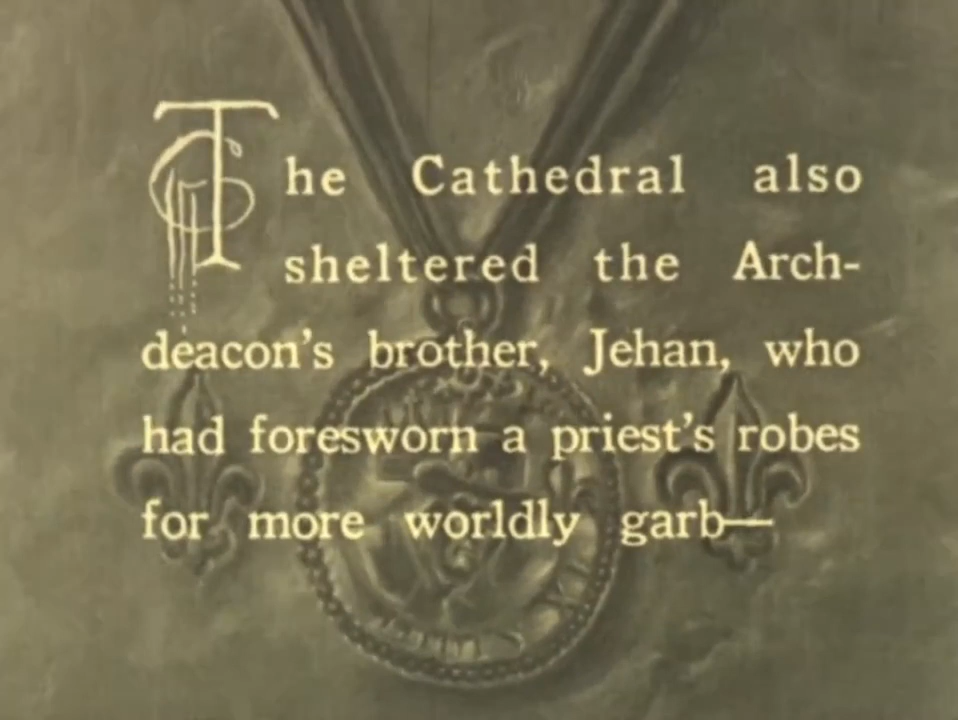 The Cathedral also
sheltered the Arch-
deacon's brother, Jehan, who
had foresworn a priest's robes
for more worldly garb—